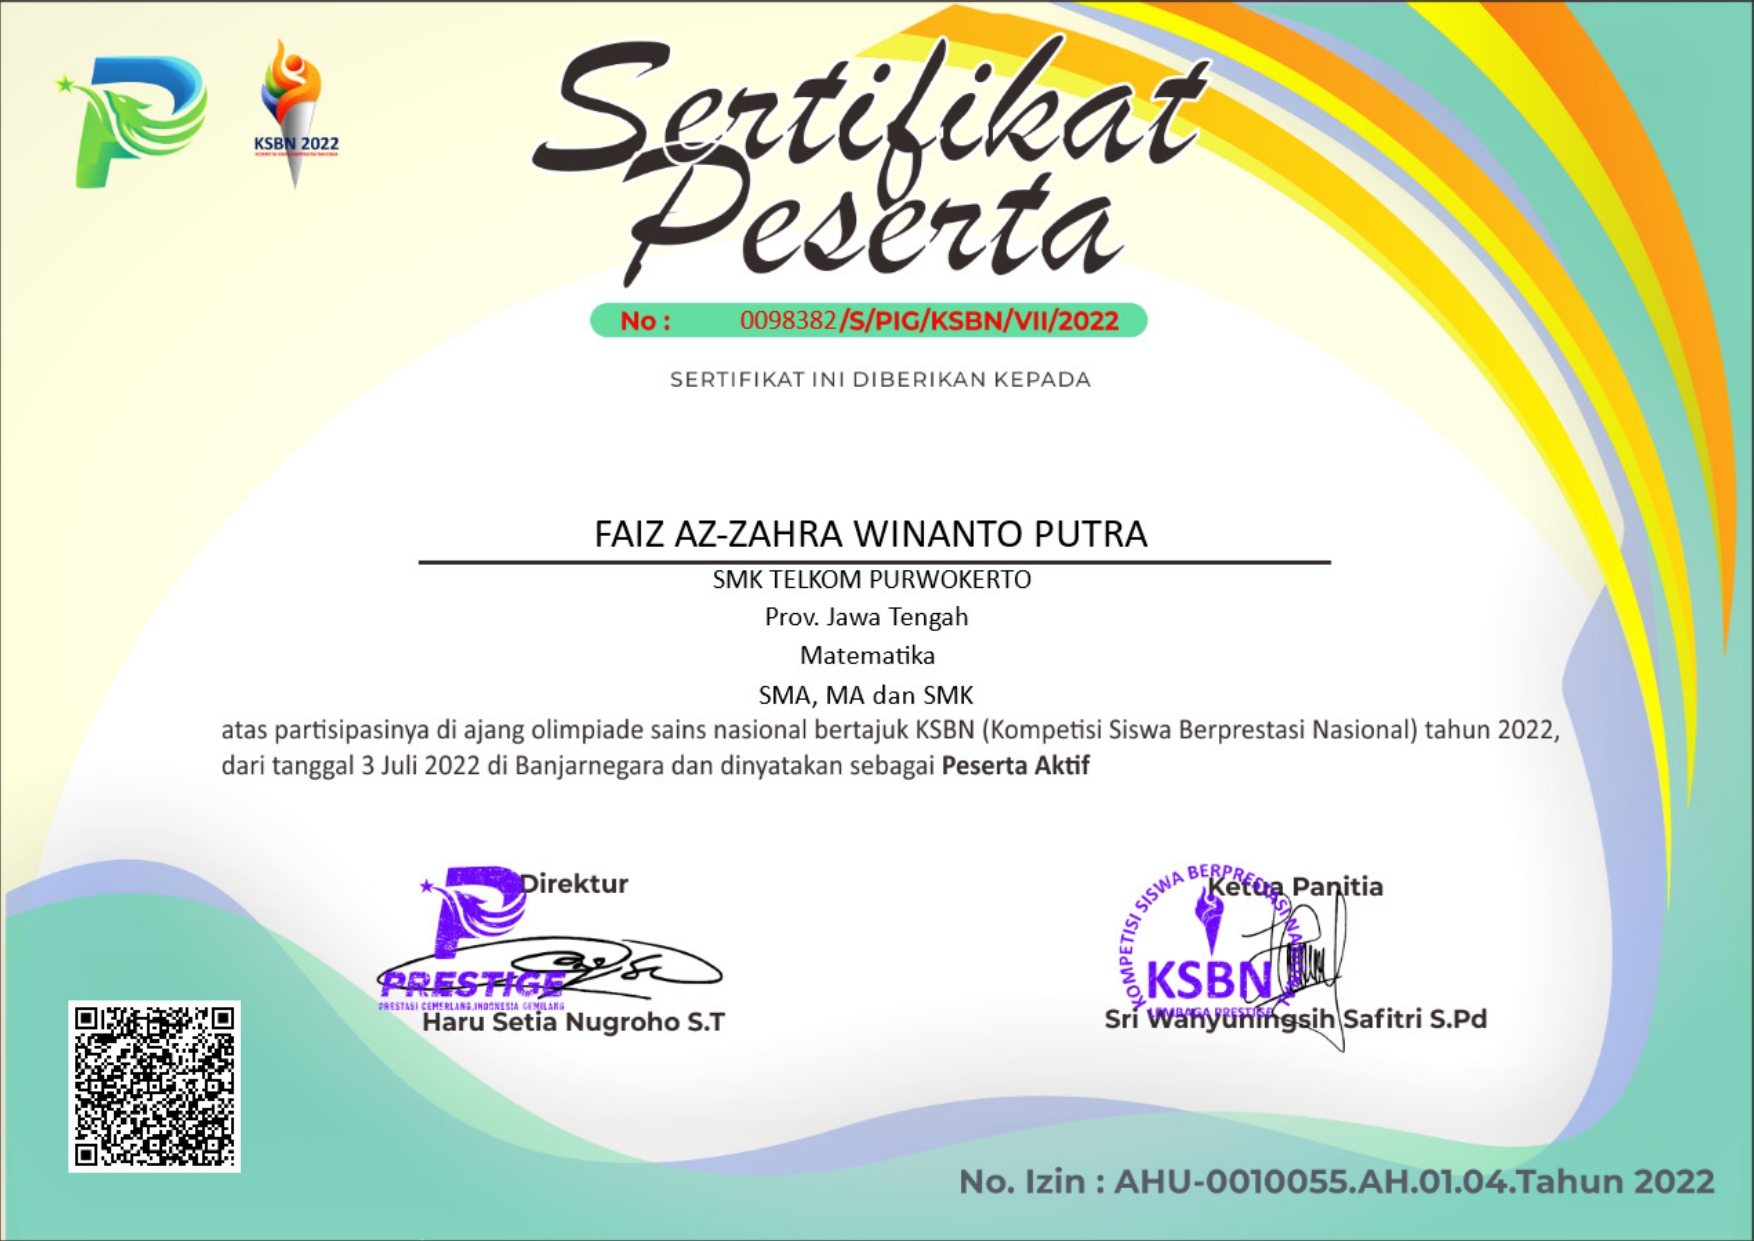 KSBN 2022
Sertifikat
Peserta
No : 0098382/S/PIG/KSBN/VII/2022
SERTIFIKAT INI DIBERIKAN KEPADA
FAIZ AZ-ZAHRA WINANTO PUTRA
SMK TELKOM PURWOKERTO
Prov. Jawa Tengah
Matematika
SMA, MA dan SMK
atas partisipasinya di ajang olimpiade sains nasional bertajuk KSBN (Kompetisi Siswa Berprestasi Nasional) tahun 2022,
dari tanggal 3 Juli 2022 di Banjarnegara dan dinyatakan sebagai Peserta Aktif
Direktur
PRESTIGE
PRESTASI CEMERLANG,INDONESIA GEMILANG
Haru Setia Nugroho S.T
Ketua Panitia
KOMPETISI SISWA BERPRESTASI NASIONAL
KSBN
LEMBAGA PRESTIGE
Sri Wahyuningsih Safitri S.Pd
No. Izin : AHU-0010055.AH.01.04.Tahun 2022